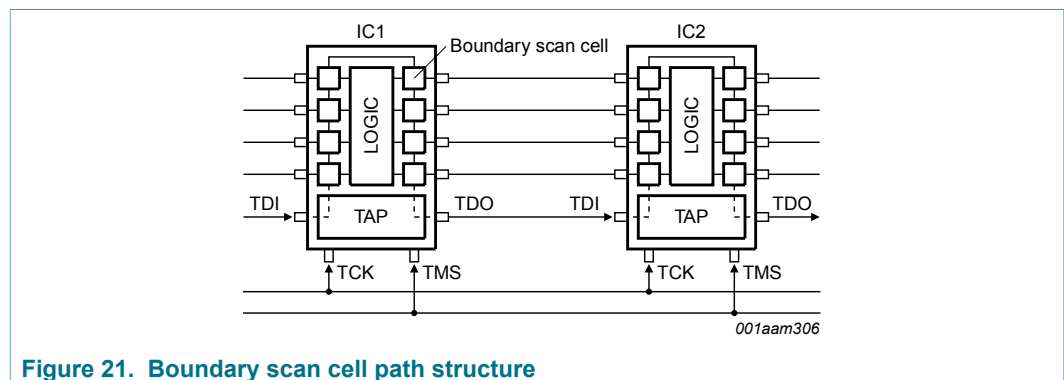 IC1
IC2
Boundary scan cell
LOGIC
LOGIC
TDI
TAP
TDO
TDI
TAP
TDO
TCK
TMS
TCK
TMS
001aam306
Figure 21. Boundary scan cell path structure